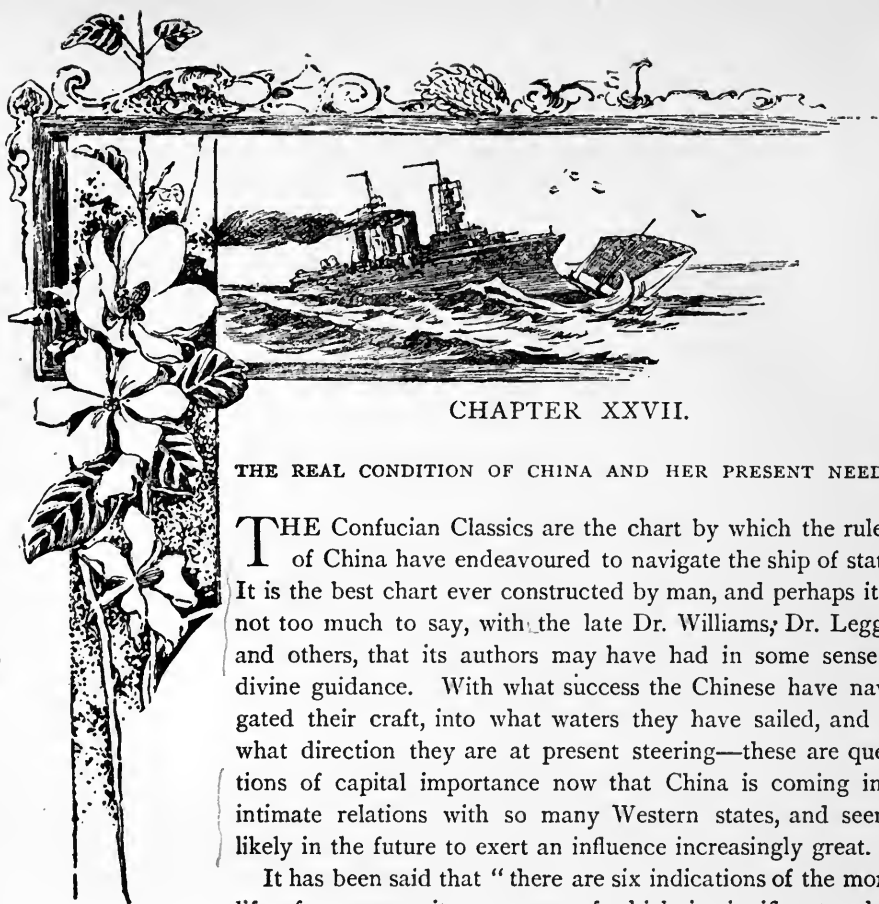 CHAPTER XXVII.
THE REAL CONDITION OF CHINA AND HER PRESENT NEED
THE Confucian Classics are the chart by which the rule
of China have endeavoured to navigate the ship of stat
It is the best chart ever constructed by man, and perhaps it
not too much to say, with the late Dr. Williams, Dr. Legg
and others, that its authors may have had in some sense
divine guidance. With what success the Chinese have nav
gated their craft, into what waters they have sailed, and
what direction they are at present steering—these are que
tions of capital importance now that China is coming in
intimate relations with so many Western states, and seem
likely in the future to exert an influence increasingly great.
It has been said that “ there are six indications of the mor